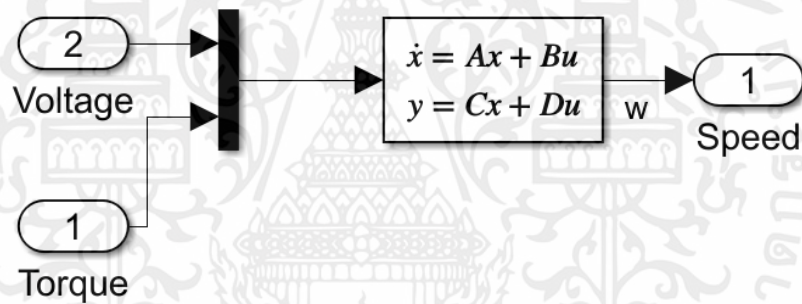 2
Voltage
1
Torque
ẋ = Ax + Bu
y = Cx + Du
w
1
Speed